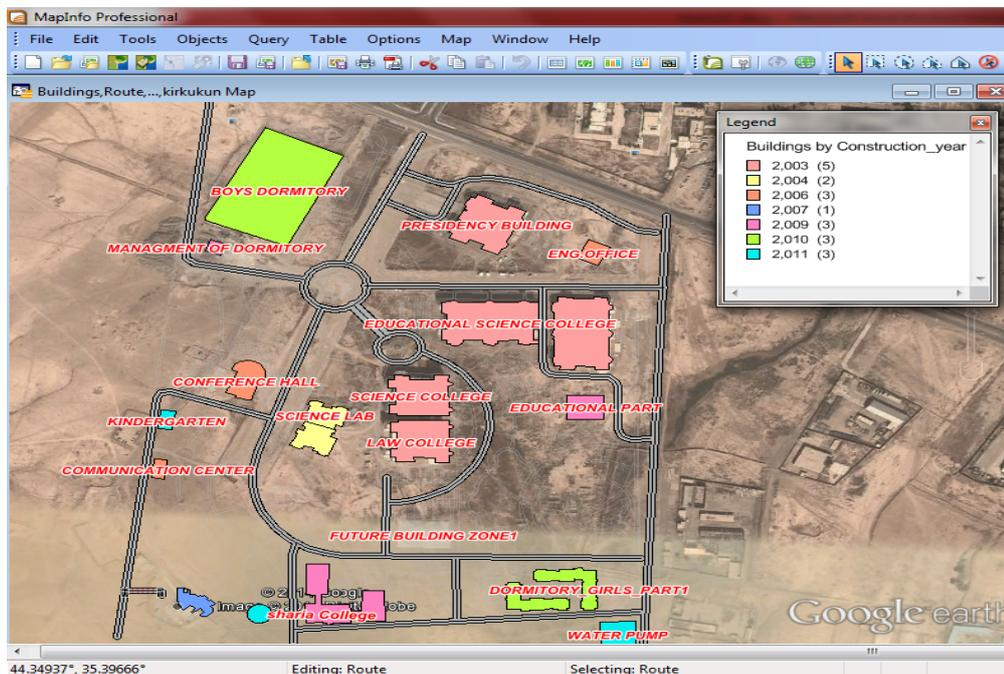 MapInfo Professional
File Edit Tools Objects Query Table Options Map Window Help
Buildings,Route,...,kirkukun Map
Legend
Buildings by Construction_year
2,003 (5)
2,004 (2)
2,006 (3)
2,007 (1)
2,009 (3)
2,010 (3)
2,011 (3)
BOYS DORMITORY
PRESIDENCY BUILDING
MANAGMENT OF DORMITORY
ENG.OFFICE
EDUCATIONAL SCIENCE COLLEGE
CONFERENCE HALL
SCIENCE COLLEGE
EDUCATIONAL PART
SCIENCE LAB
KINDERGARTEN
LAW COLLEGE
COMMUNICATION CENTER
FUTURE BUILDING ZONE1
DORMITORY_GIRLS_PART1
sharia College
Google earth
WATER PUMP
44.34937°, 35.39666°
Editing: Route
Selecting: Route